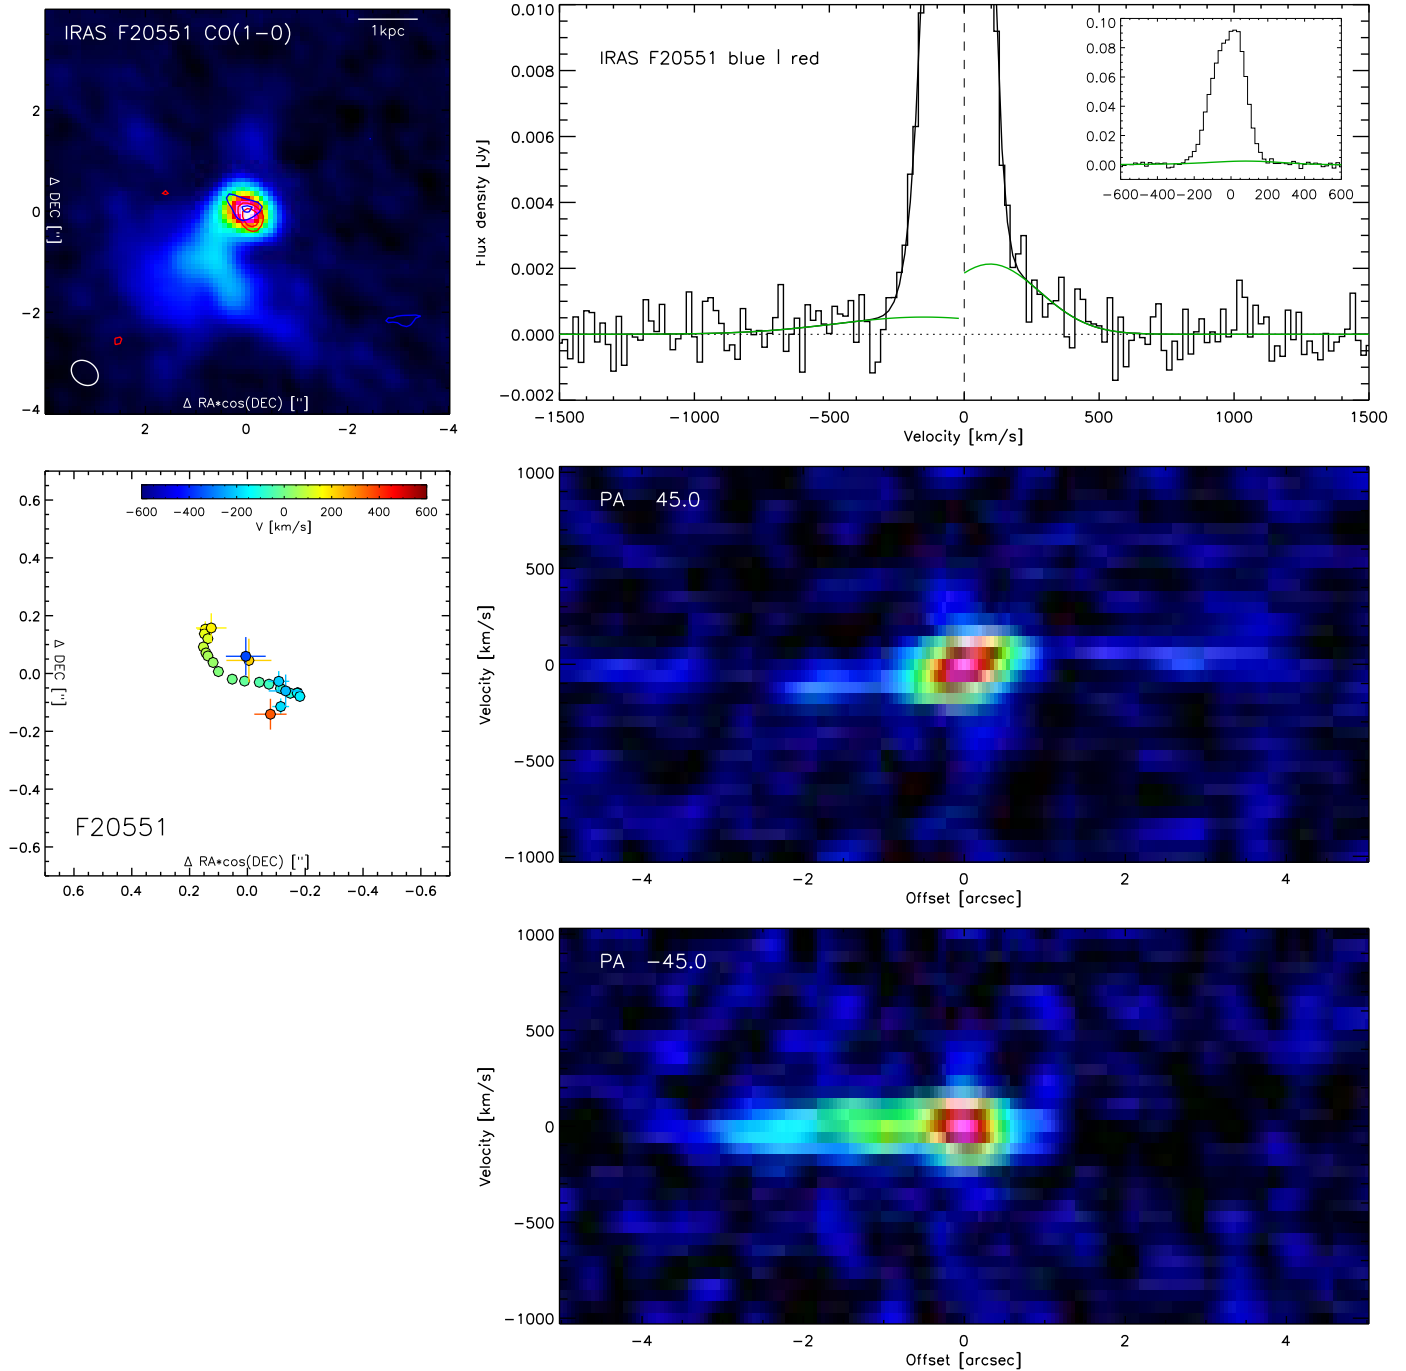 IRAS F20551 CO(1−0)
1kpc
2
0
−2
−4
Δ DEC ["]
Δ RA*cos(DEC) ["]
2 0 −2 −4
IRAS F20551 blue | red
0.010
0.008
0.006
0.004
0.002
0.000
−0.002
Flux density [Jy]
−1500 −1000 −500 0 500 1000 1500
Velocity [km/s]
0.10
0.08
0.06
0.04
0.02
0.00
−600 −400 −200 0 200 400 600
−600 −400 −200 0 200 400 600
V [km/s]
0.6
0.4
0.2
0.0
−0.2
−0.4
−0.6
Δ DEC ["]
F20551
Δ RA*cos(DEC) ["]
0.6 0.4 0.2 0.0 −0.2 −0.4 −0.6
PA 45.0
1000
500
0
−500
−1000
Velocity [km/s]
−4 −2 0 2 4
Offset [arcsec]
PA −45.0
1000
500
0
−500
−1000
Velocity [km/s]
−4 −2 0 2 4
Offset [arcsec]